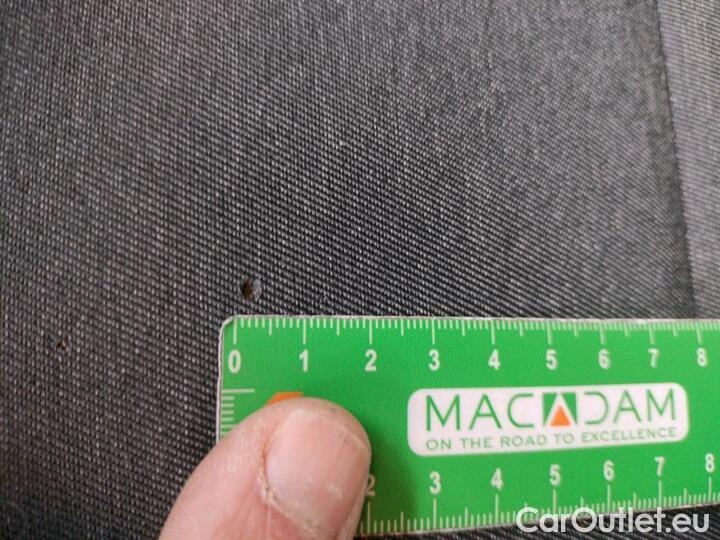 0 1 2 3 4 5 6 7 8
MACADAM
ON THE ROAD TO EXCELLENCE
2 3 4 5 6 7 8
CarOutlet.eu